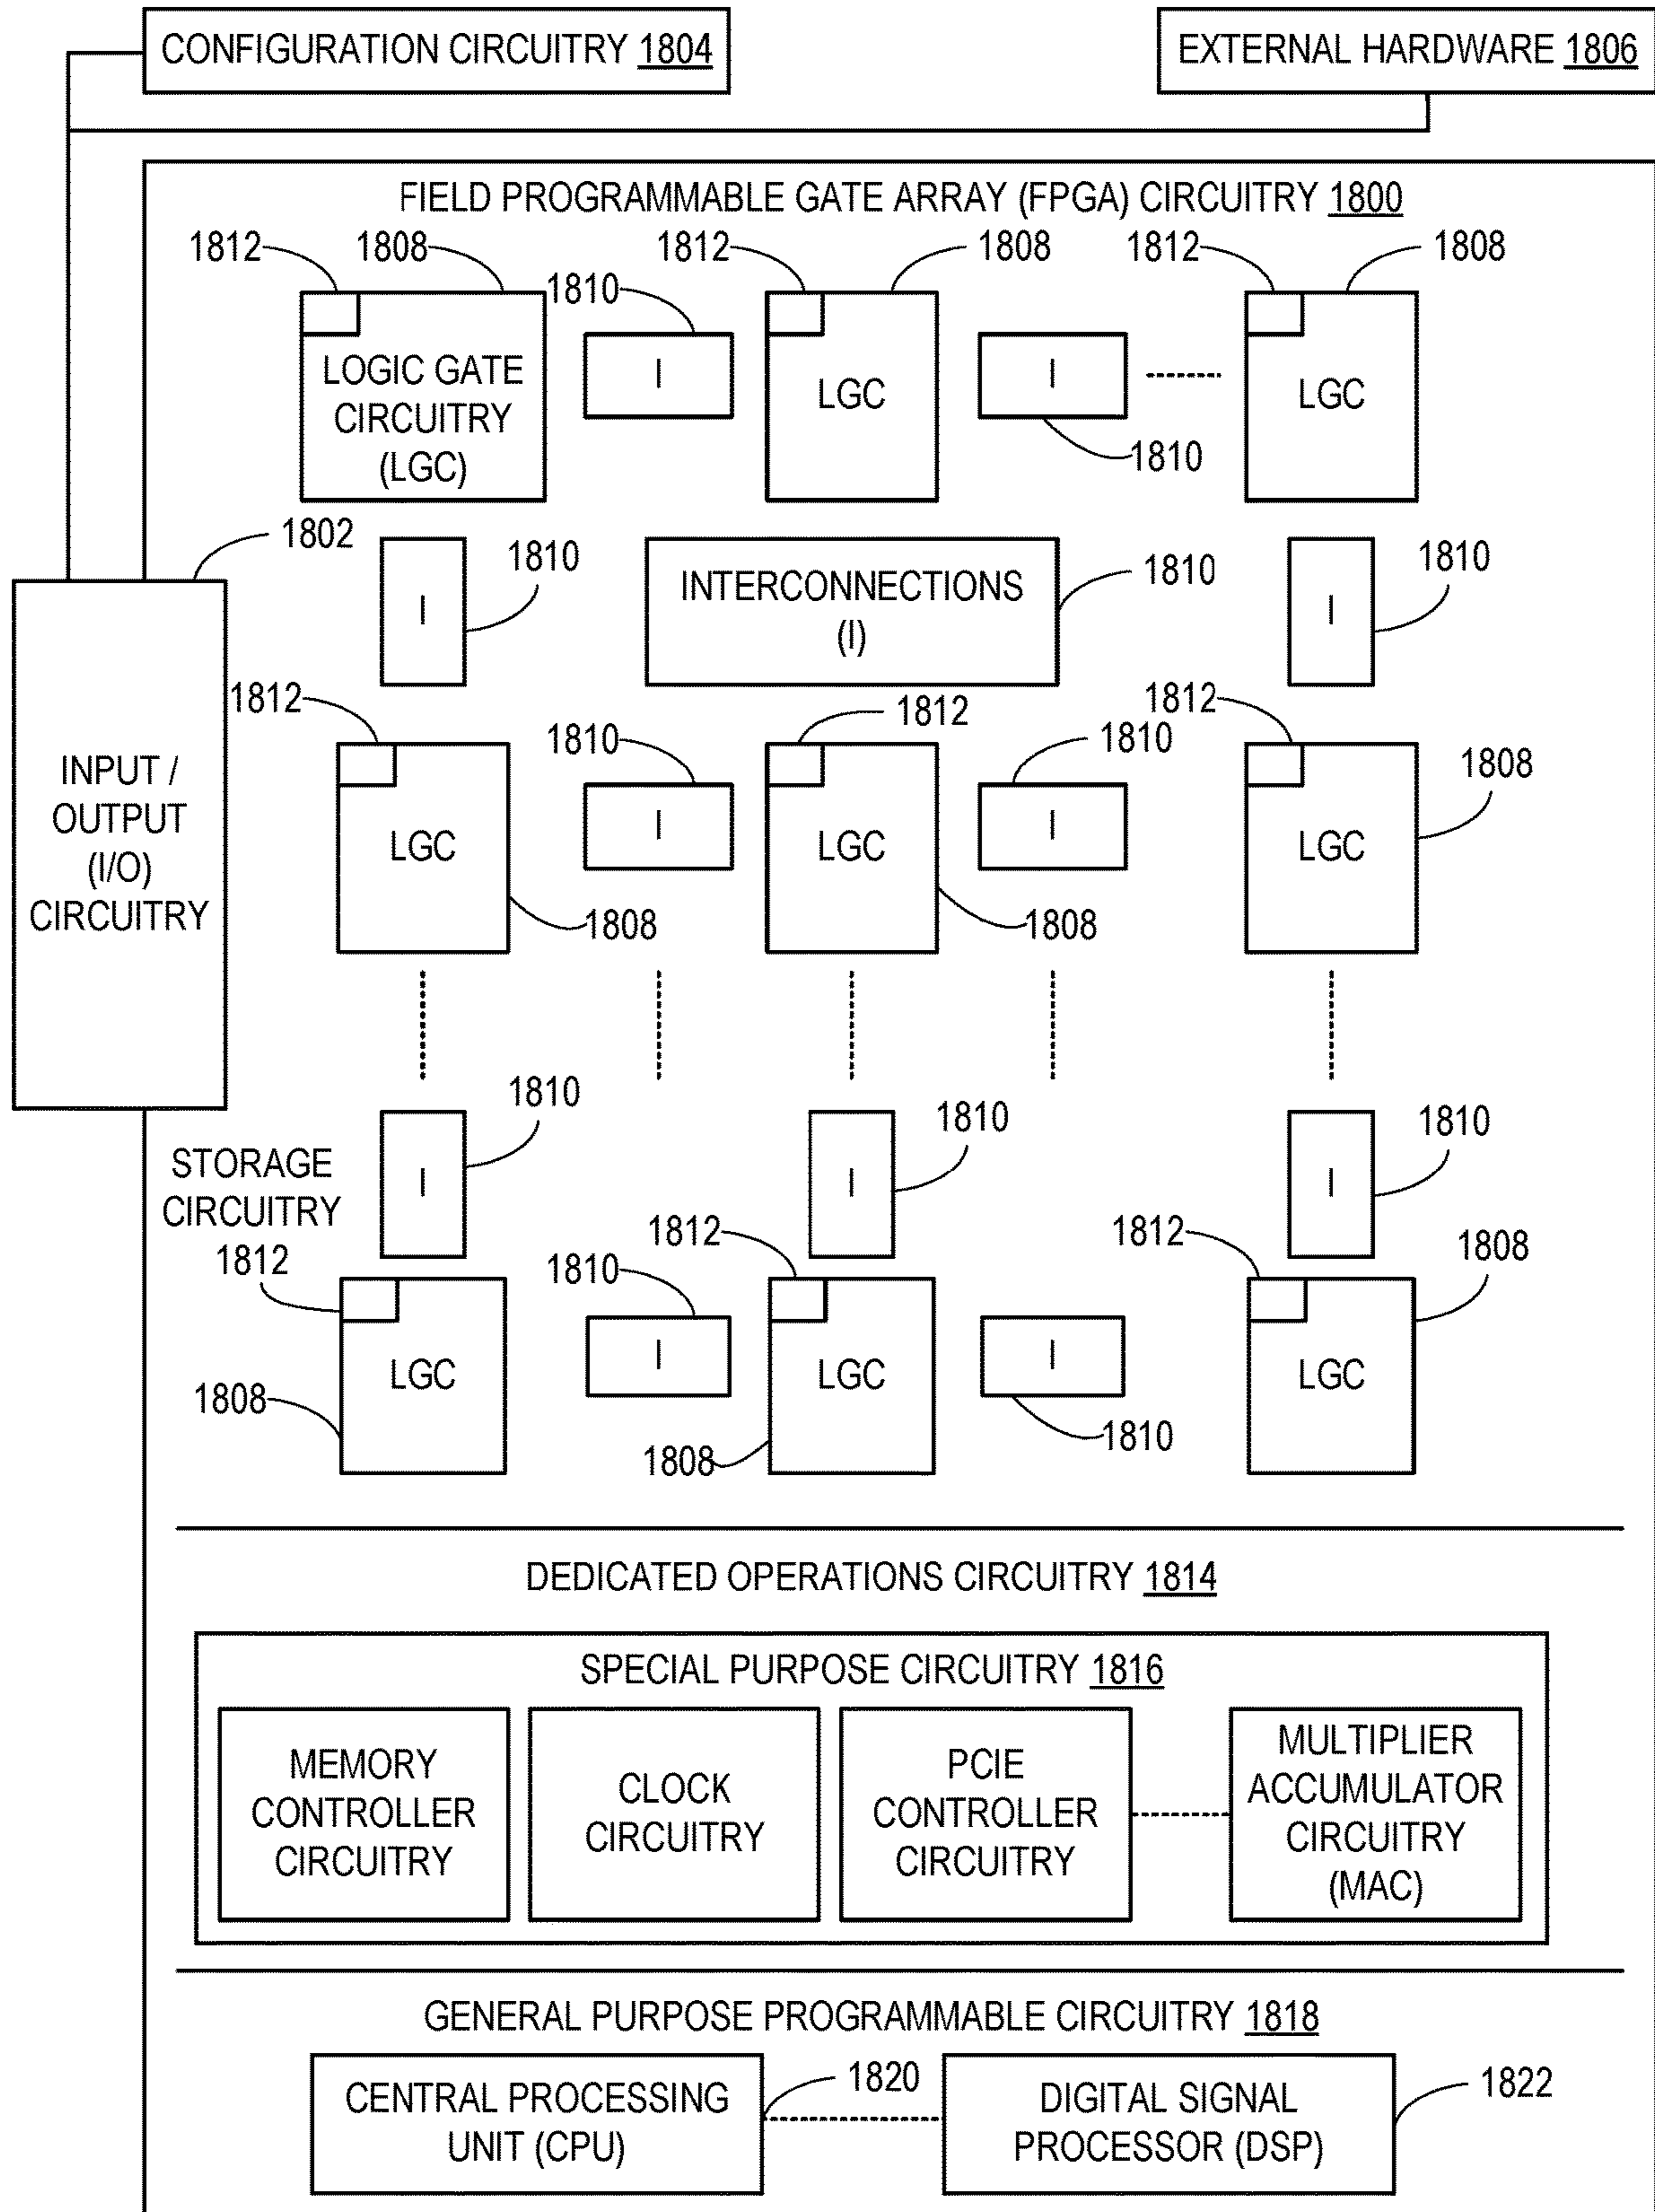 CONFIGURATION CIRCUITRY 1804
EXTERNAL HARDWARE 1806
FIELD PROGRAMMABLE GATE ARRAY (FPGA) CIRCUITRY 1800
1812
1808
1812
1808
1812
1808
1810
LOGIC GATE
CIRCUITRY
(LGC)
I
LGC
I
LGC
1810
1802
1810
1810
1810
I
INTERCONNECTIONS
(I)
I
1812
1812
1812
1810
1810
1808
INPUT /
OUTPUT
(I/O)
CIRCUITRY
LGC
I
LGC
I
LGC
1808
1808
1810
1810
1810
STORAGE
CIRCUITRY
I
I
I
1812
1812
1812
1808
1810
LGC
I
LGC
I
LGC
1808
1808
1810
DEDICATED OPERATIONS CIRCUITRY 1814
SPECIAL PURPOSE CIRCUITRY 1816
MEMORY
CONTROLLER
CIRCUITRY
CLOCK
CIRCUITRY
PCIE
CONTROLLER
CIRCUITRY
MULTIPLIER
ACCUMULATOR
CIRCUITRY
(MAC)
GENERAL PURPOSE PROGRAMMABLE CIRCUITRY 1818
CENTRAL PROCESSING
UNIT (CPU)
1820
DIGITAL SIGNAL
PROCESSOR (DSP)
1822